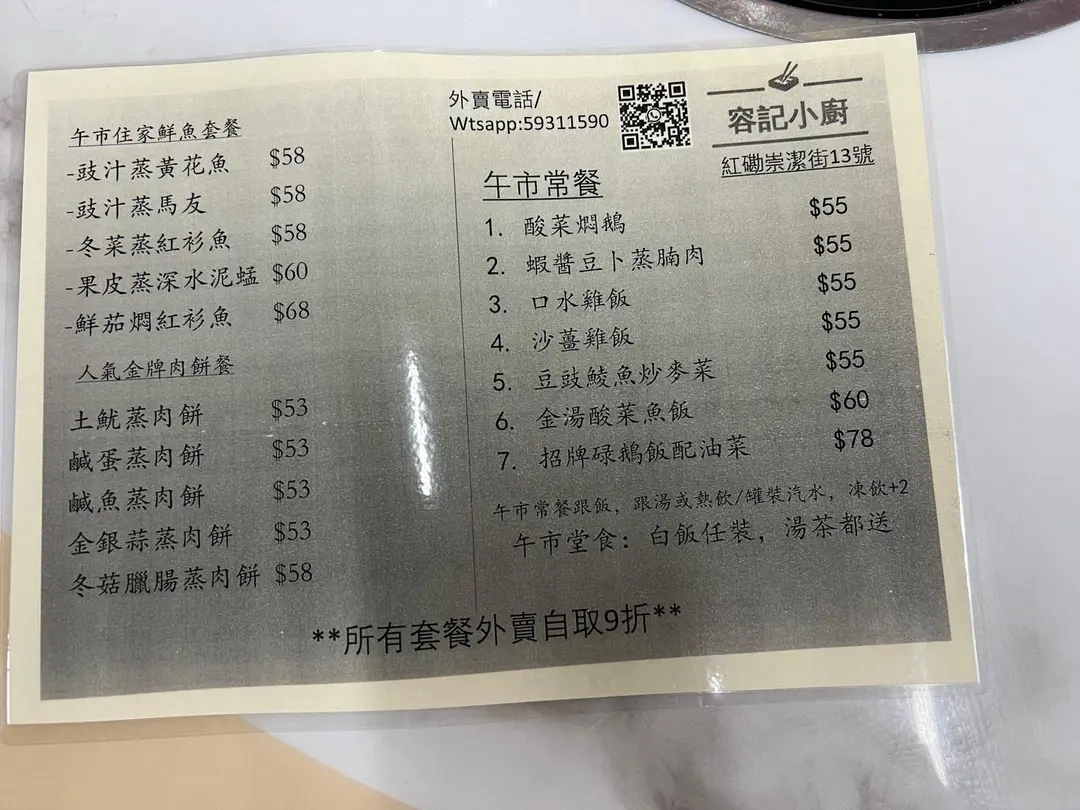 外賣電話/
Wtsapp:59311590
容記小廚
紅磡崇潔街13號
午市住家鮮魚套餐
-豉汁蒸黃花魚 $58
-豉汁蒸馬友 $58
-冬菜蒸紅衫魚 $58
-果皮蒸深水泥鯭 $60
-鮮茄燜紅衫魚 $68
人氣金牌肉餅餐
土魷蒸肉餅 $53
鹹蛋蒸肉餅 $53
鹹魚蒸肉餅 $53
金銀蒜蒸肉餅 $53
冬菇臘腸蒸肉餅 $58
午市常餐
1. 酸菜燜鵝 $55
2. 蝦醬豆卜蒸腩肉 $55
3. 口水雞飯 $55
4. 沙薑雞飯 $55
5. 豆豉鯪魚炒麥菜 $55
6. 金湯酸菜魚飯 $60
7. 招牌碌鵝飯配油菜 $78
午市常餐跟飯，跟湯或熱飲/罐裝汽水，凍飲+2
午市堂食：白飯任裝，湯茶都送
**所有套餐外賣自取9折**